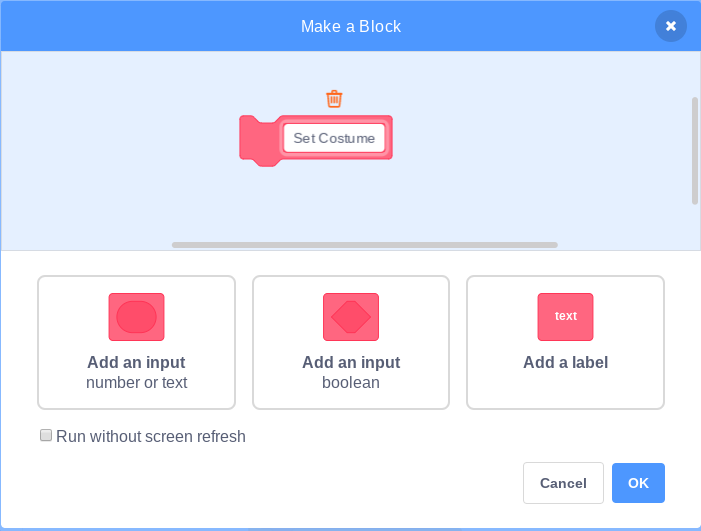 Make a Block
Set Costume
text
Add an input
number or text
Add an input
boolean
Add a label
Run without screen refresh
Cancel
OK